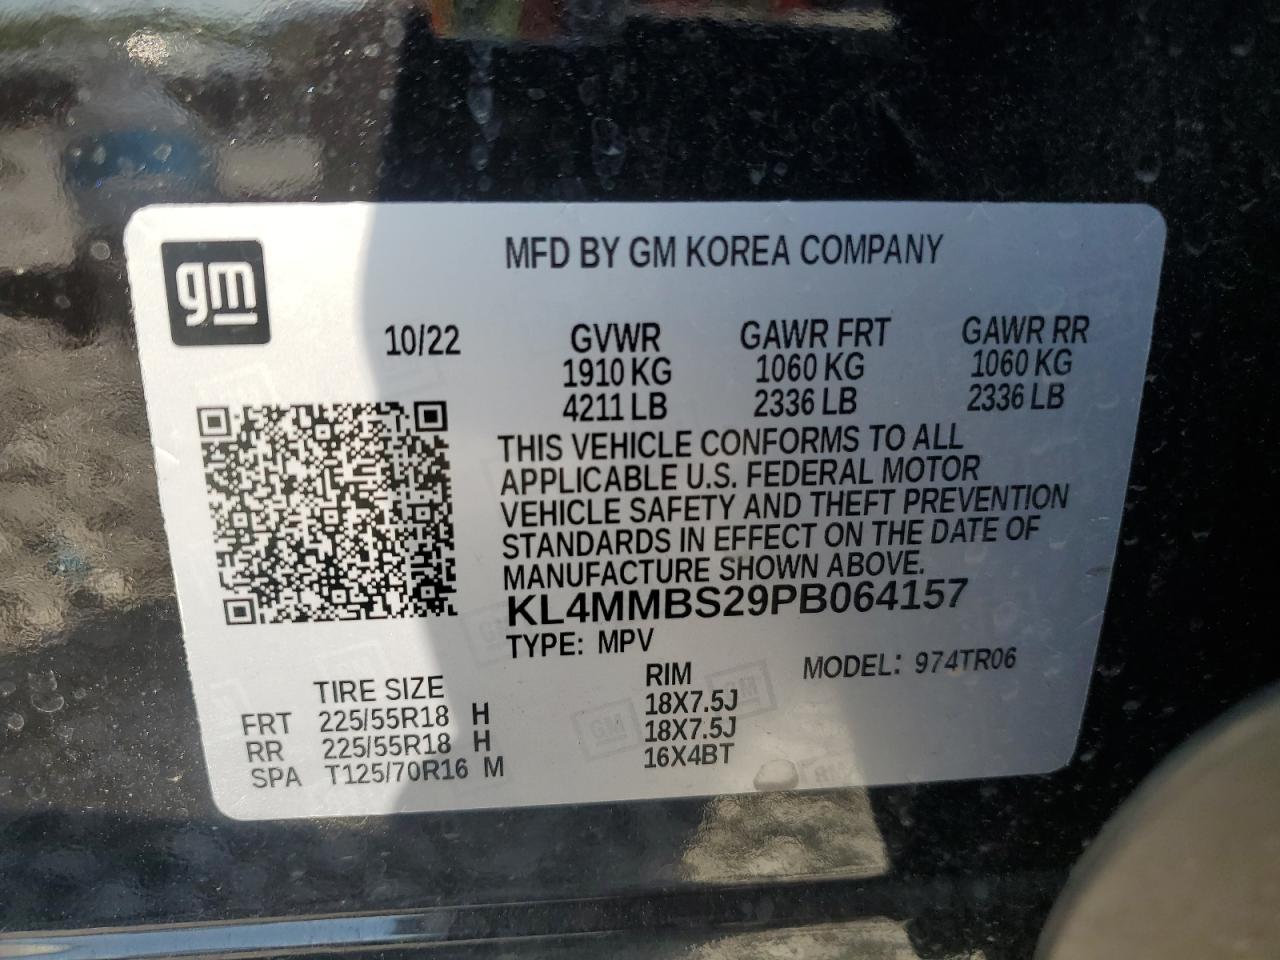 gm
MFD BY GM KOREA COMPANY
10/22 GVWR GAWR FRT GAWR RR
1910 KG 1060 KG 1060 KG
4211 LB 2336 LB 2336 LB
THIS VEHICLE CONFORMS TO ALL
APPLICABLE U.S. FEDERAL MOTOR
VEHICLE SAFETY AND THEFT PREVENTION
STANDARDS IN EFFECT ON THE DATE OF
MANUFACTURE SHOWN ABOVE.
KL4MMBS29PB064157
TYPE: MPV
MODEL: 974TR06
TIRE SIZE RIM
FRT 225/55R18 H 18X7.5J
RR 225/55R18 H 18X7.5J
SPA T125/70R16 M 16X4BT